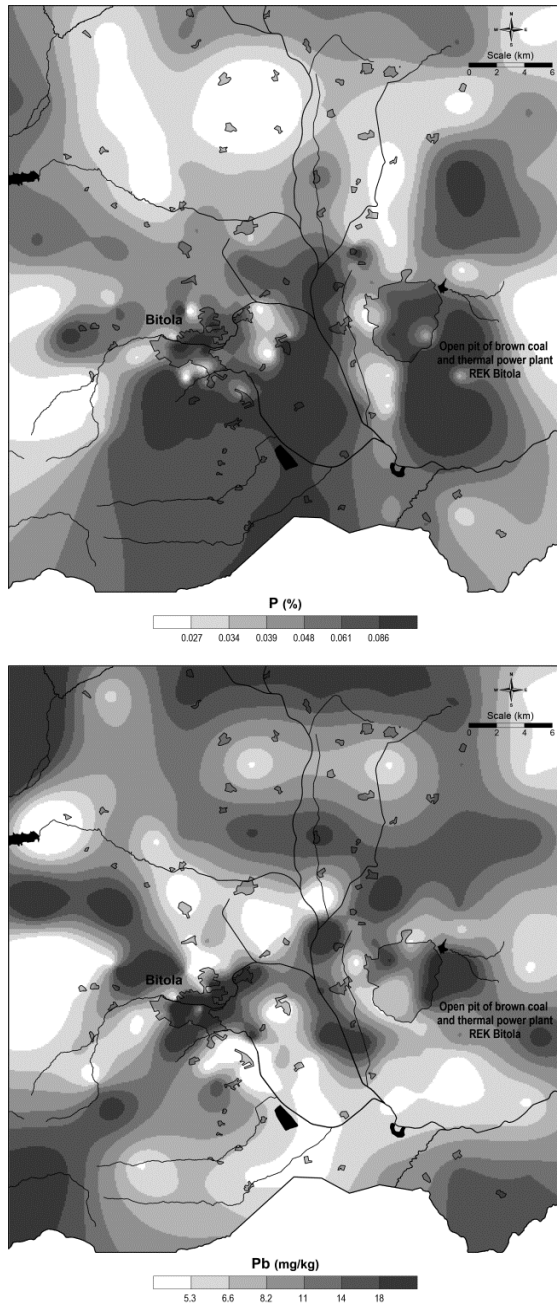 N
W E
S
Scale (km)
0 2 4 6
Bitola
Open pit of brown coal
and thermal power plant
REK Bitola
P (%)
0.027 0.034 0.039 0.048 0.061 0.086
Scale (km)
0 2 4 6
Bitola
Open pit of brown coal
and thermal power plant
REK Bitola
Pb (mg/kg)
5.3 6.6 8.2 11 14 18